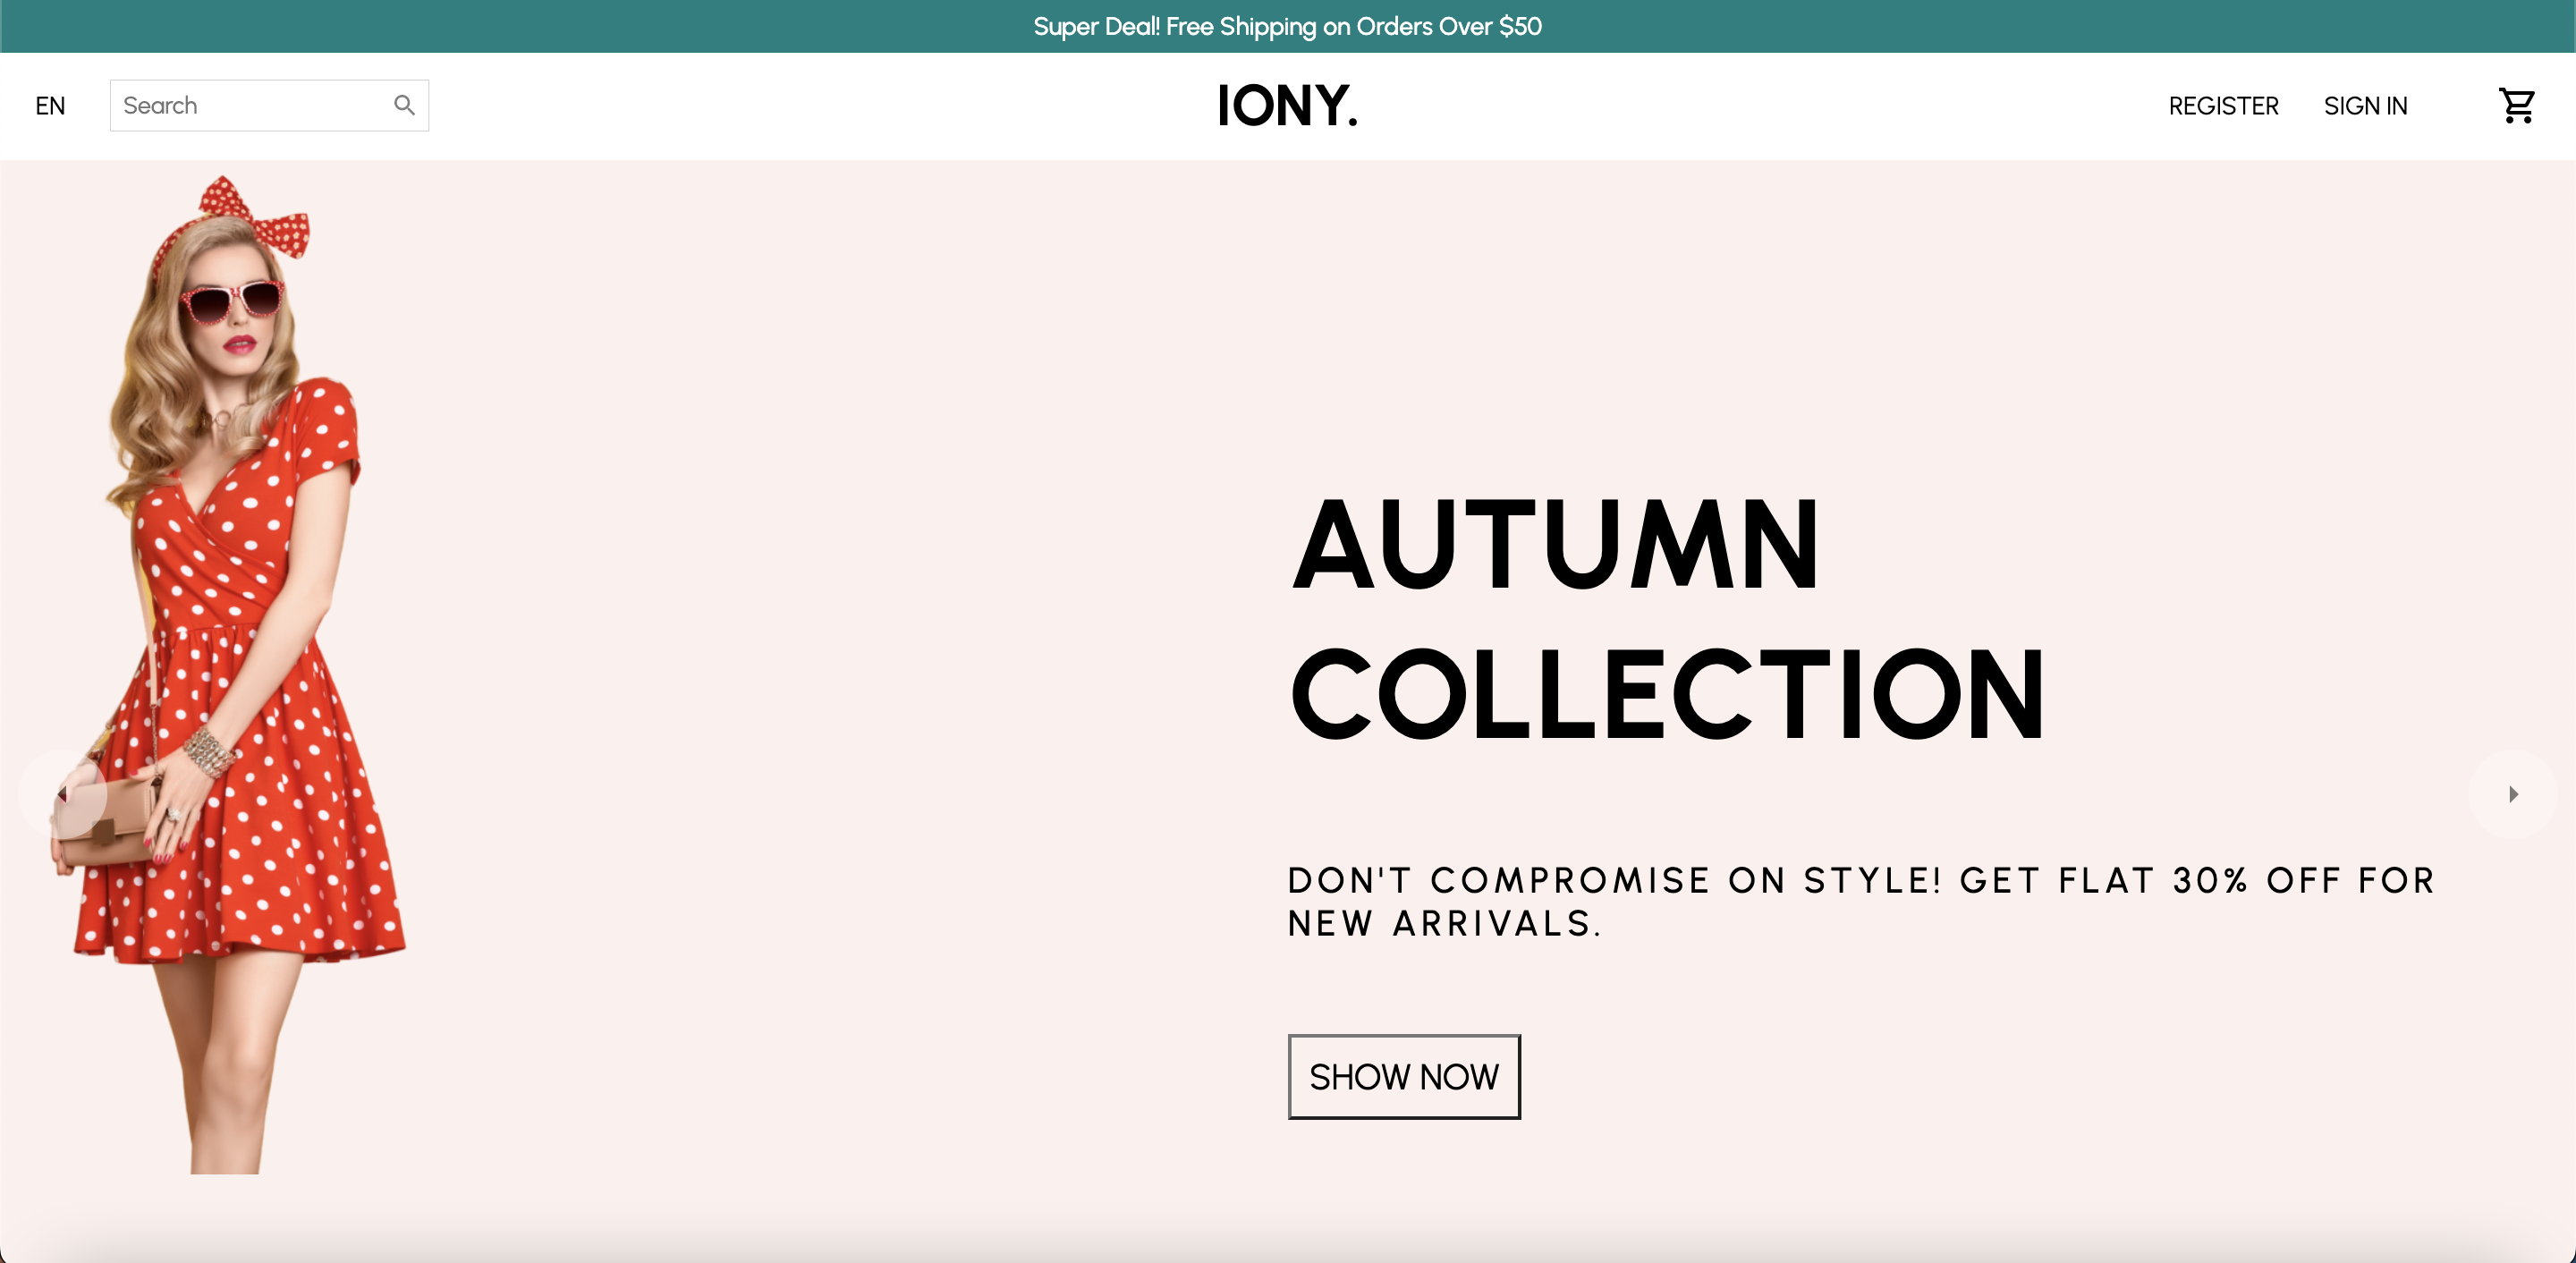 Super Deal! Free Shipping on Orders Over $50
EN
Search
IONY.
REGISTER
SIGN IN
AUTUMN
COLLECTION
DON'T COMPROMISE ON STYLE! GET FLAT 30% OFF FOR
NEW ARRIVALS.
SHOW NOW